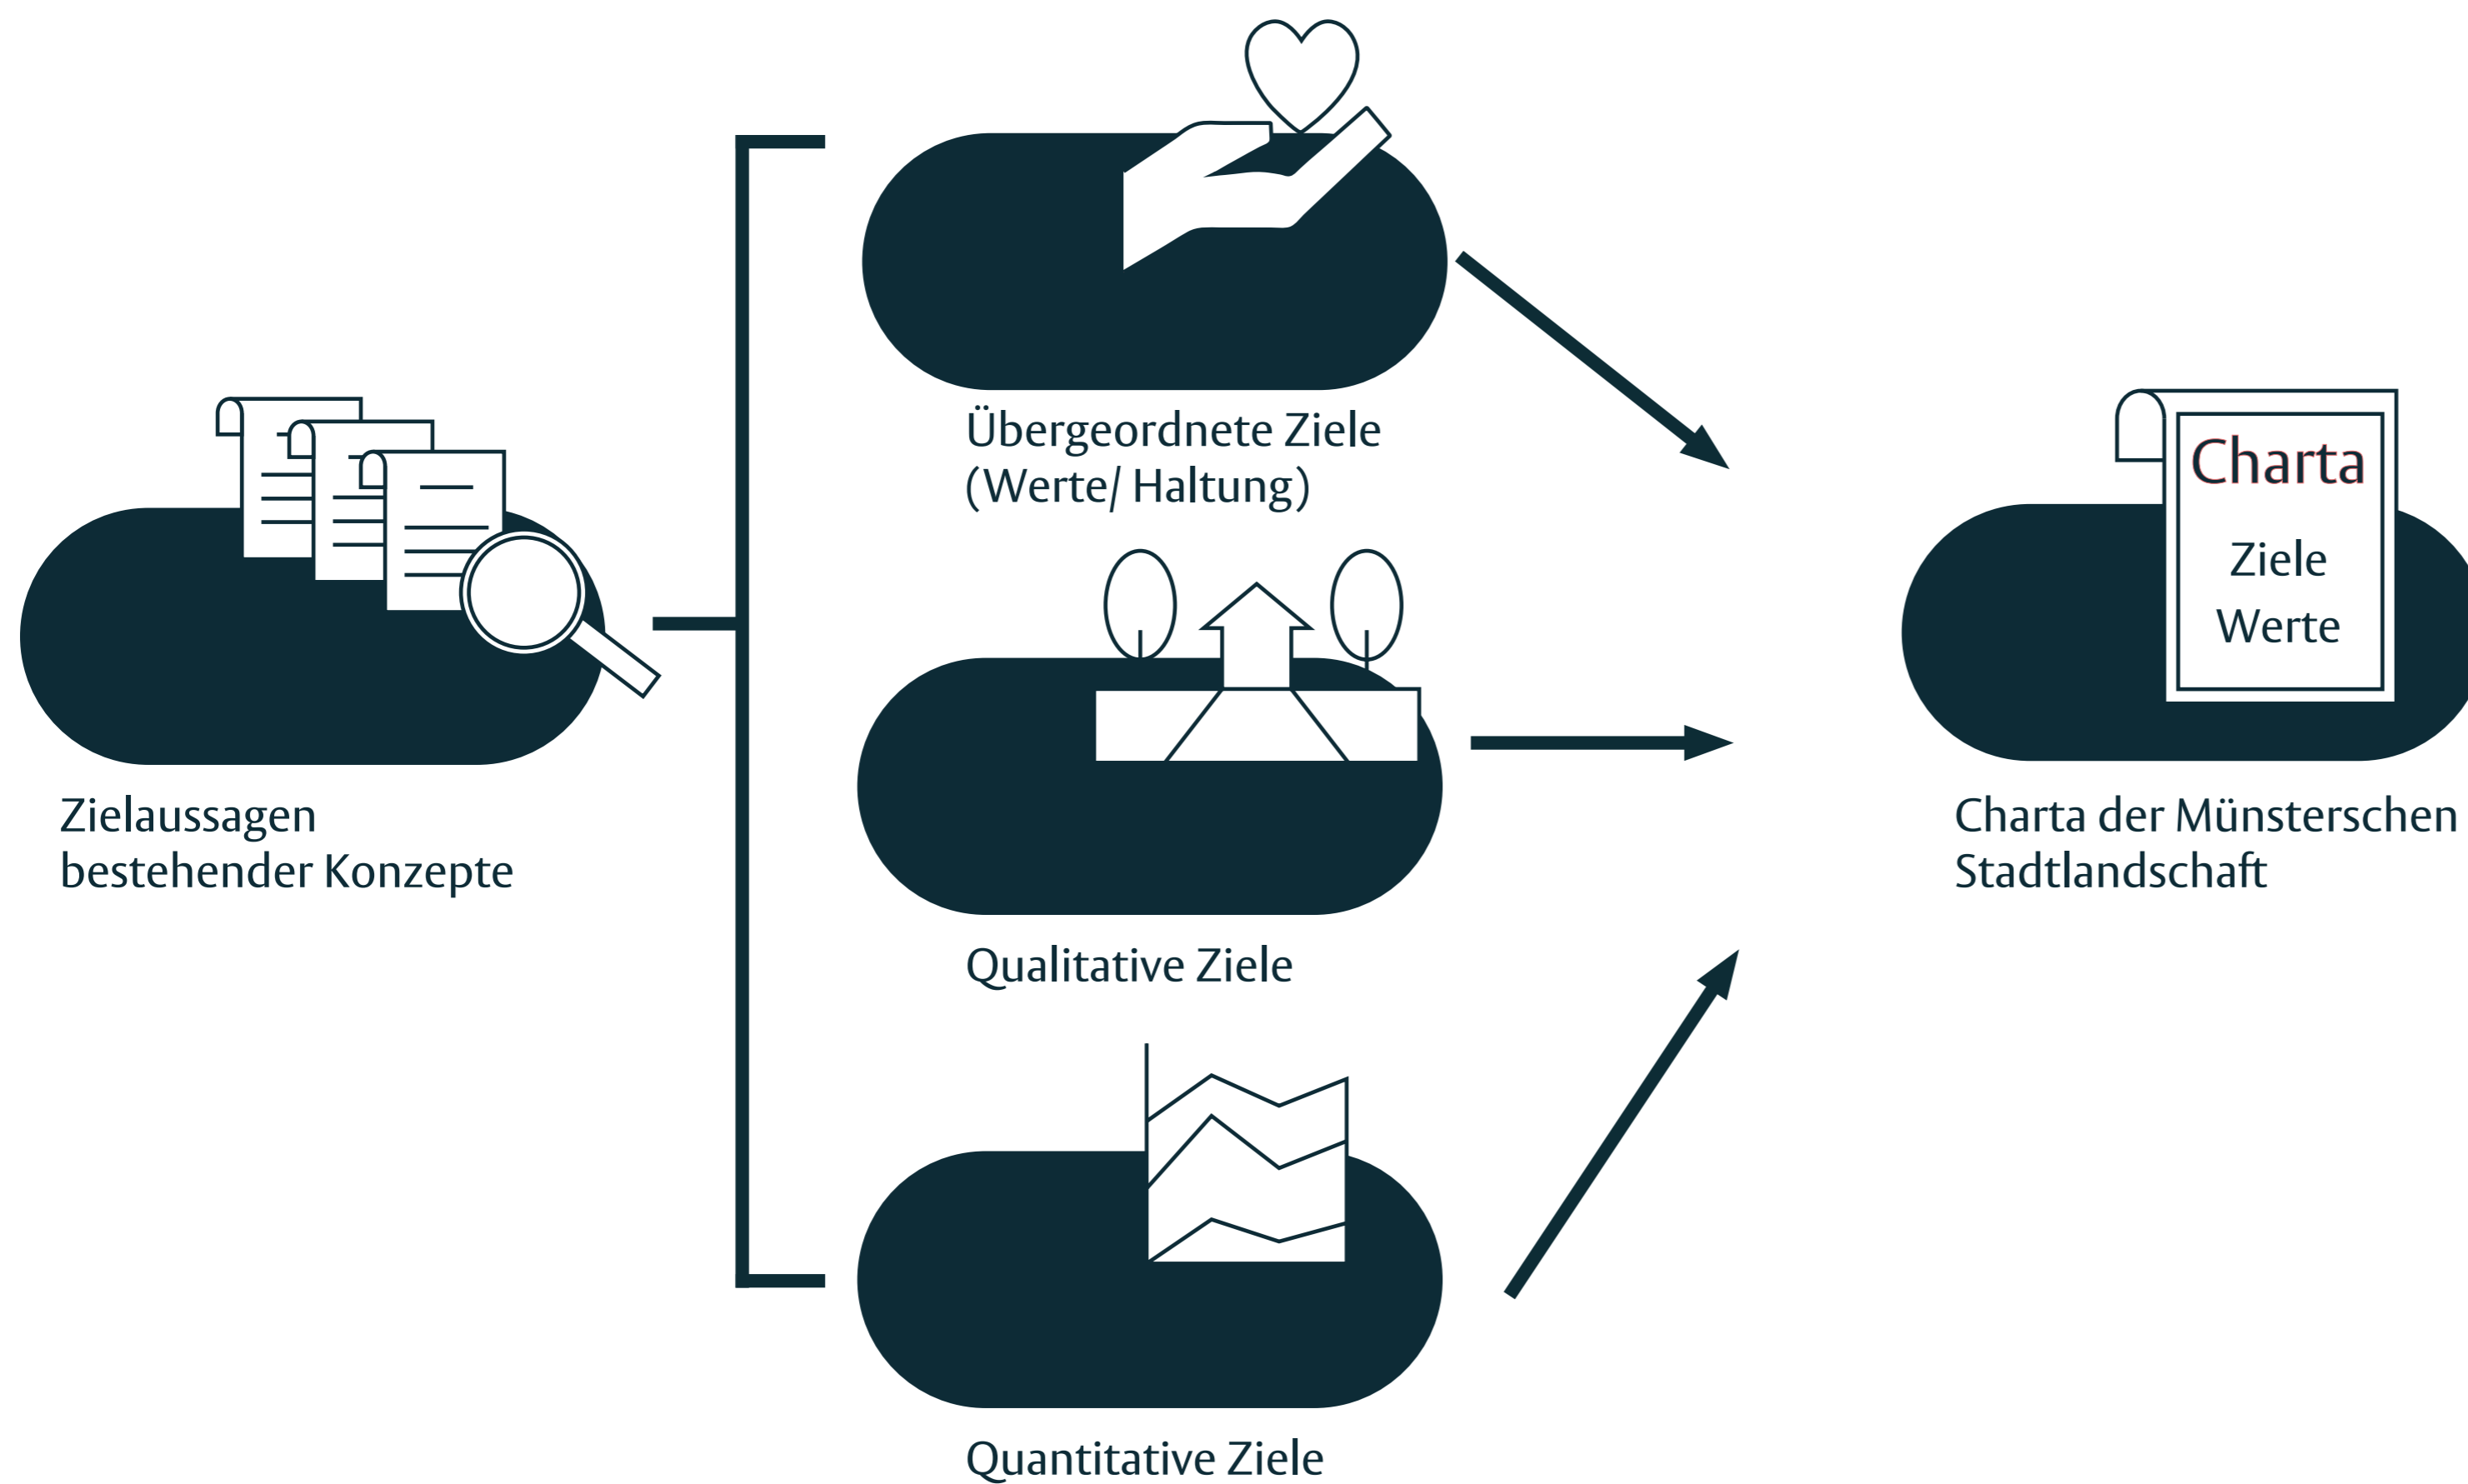 Zielaussagen
bestehender Konzepte
Übergeordnete Ziele
(Werte/ Haltung)
Qualitative Ziele
Quantitative Ziele
Charta
Ziele
Werte
Charta der Münsterschen
Stadtlandschaft